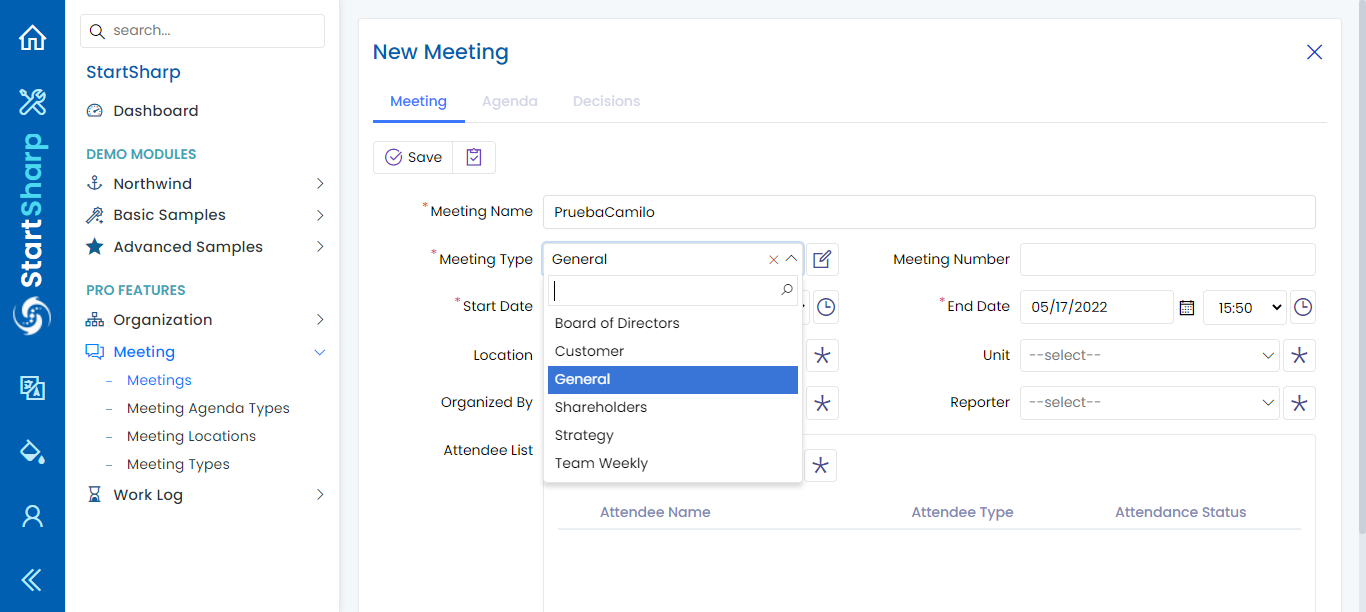 search...
StartSharp
StartSharp
Dashboard
DEMO MODULES
Northwind
Basic Samples
Advanced Samples
PRO FEATURES
Organization
Meeting
Meetings
Meeting Agenda Types
Meeting Locations
Meeting Types
Work Log
New Meeting
Meeting Agenda Decisions
Save
*Meeting Name PruebaCamilo
*Meeting Type General Meeting Number
Board of Directors
Customer
General
Shareholders
Strategy
Team Weekly
*Start Date *End Date 05/17/2022 15:50
Location Unit --select--
Organized By Reporter --select--
Attendee List
Attendee Name Attendee Type Attendance Status